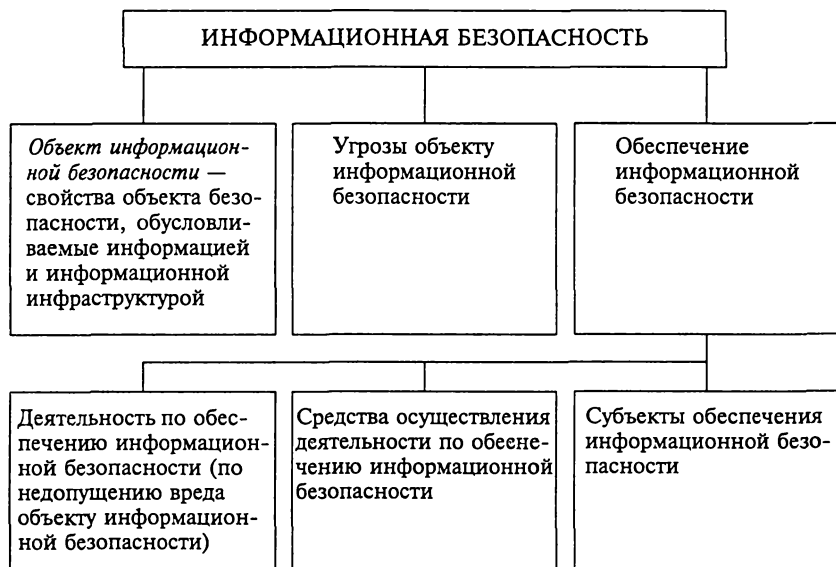 ИНФОРМАЦИОННАЯ БЕЗОПАСНОСТЬ
Объект информацион-
ной безопасности —
свойства объекта безо-
пасности, обусловли-
ваемые информацией
и информационной
инфраструктурой
Угрозы объекту
информационной
безопасности
Обеспечение
информационной
безопасности
Деятельность по обес-
печению информацион-
ной безопасности (по
недопущению вреда
объекту информацион-
ной безопасности)
Средства осуществления
деятельности по обеене-
чению информационной
безопасности
Субъекты обеспечения
информационной безо-
пасности